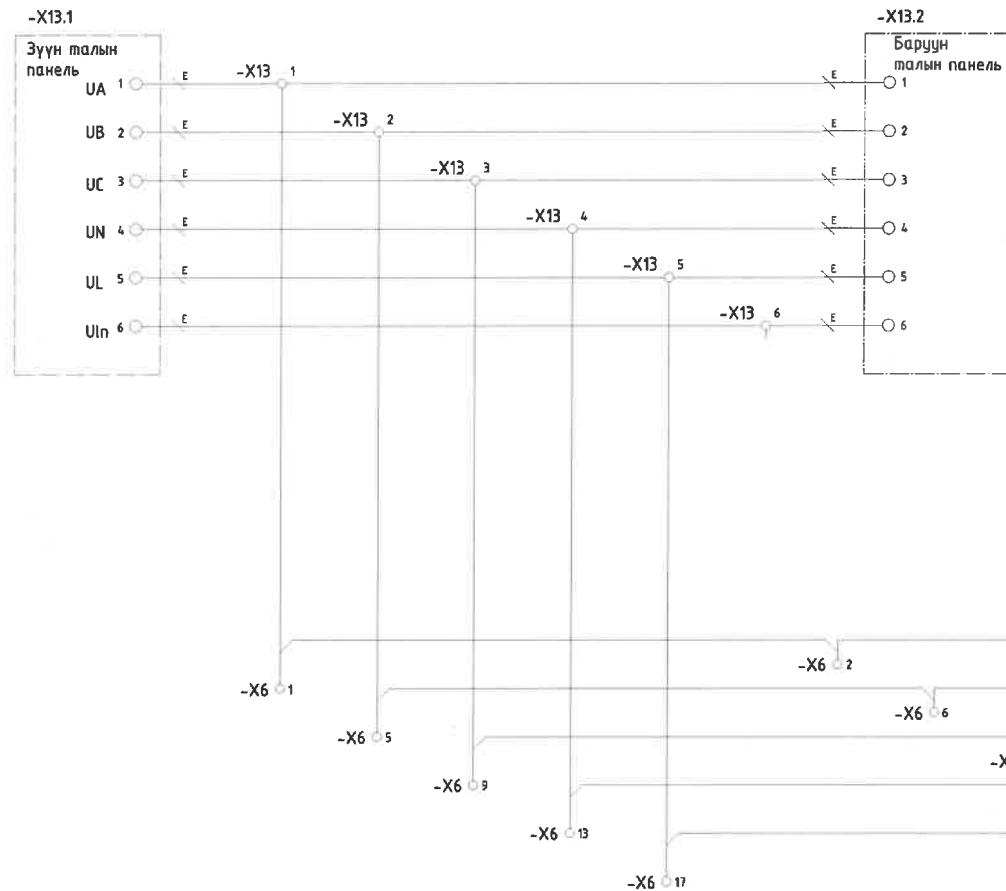 -X13.1
-X13.2
Зүүн талын
панель
Баруун
талын панель
UA 1 E -X13 1 E 1
UB 2 E -X13 2 E 2
UC 3 E -X13 3 E 3
UN 4 E -X13 4 E 4
UL 5 E -X13 5 E 5
Uln 6 E -X13 6 E 6
-X6 2
-X6 1
-X6 6
-X6 5
-X
-X6 9
-X6 13
-X6 17